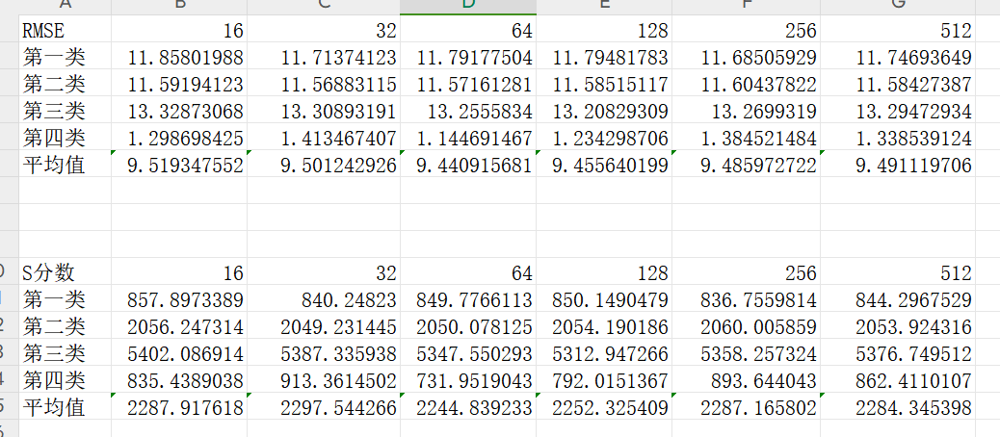 A B C D E F G
RMSE 16 32 64 128 256 512
第一类 11.85801988 11.71374123 11.79177504 11.79481783 11.68505929 11.74693649
第二类 11.59194123 11.56883115 11.57161281 11.58515117 11.60437822 11.58427387
第三类 13.32873068 13.30893191 13.2555834 13.20829309 13.2699319 13.29472934
第四类 1.298698425 1.413467407 1.144691467 1.234298706 1.384521484 1.338539124
平均值 9.519347552 9.501242926 9.440915681 9.455640199 9.485972722 9.491119706
S分数 16 32 64 128 256 512
第一类 857.8973389 840.24823 849.7766113 850.1490479 836.7559814 844.2967529
第二类 2056.247314 2049.231445 2050.078125 2054.190186 2060.005859 2053.924316
第三类 5402.086914 5387.335938 5347.550293 5312.947266 5358.257324 5376.749512
第四类 835.4389038 913.3614502 731.9519043 792.0151367 893.644043 862.4110107
平均值 2287.917618 2297.544266 2244.839233 2252.325409 2287.165802 2284.345398